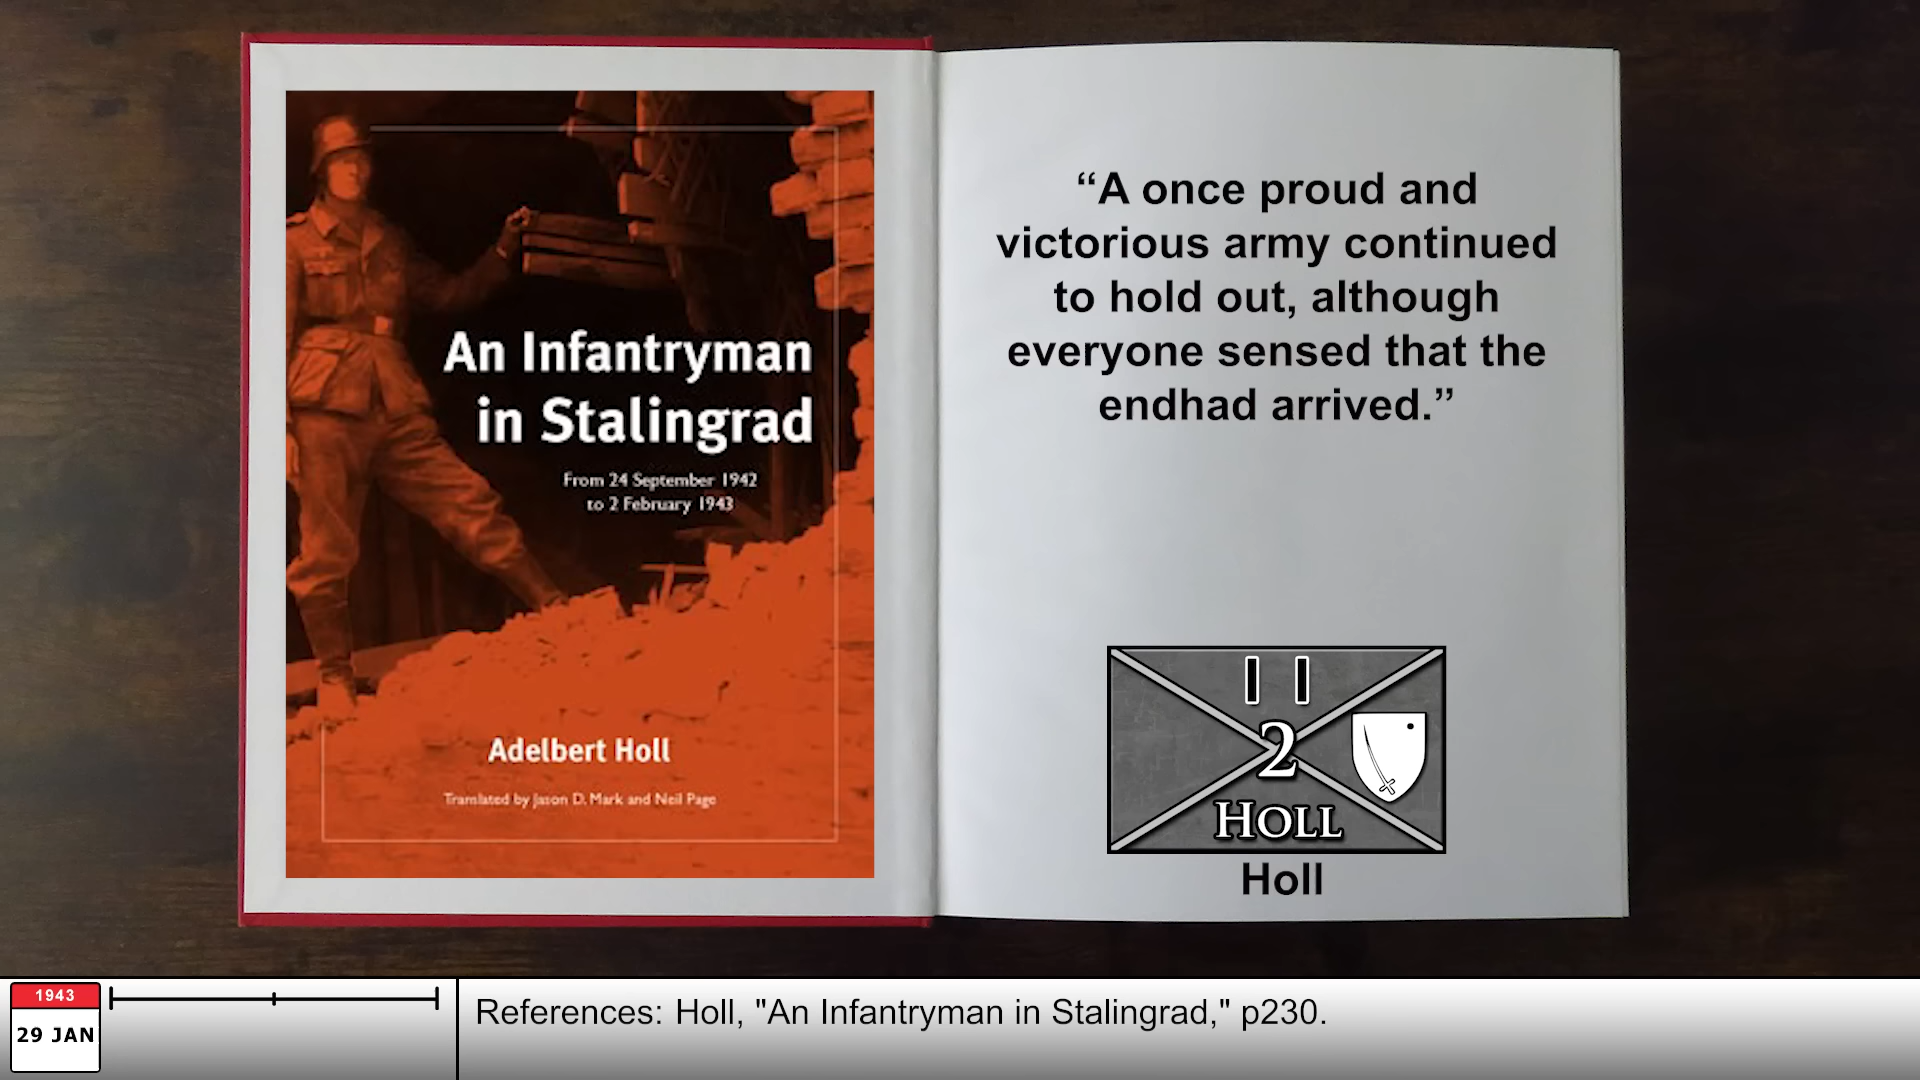 An Infantryman
in Stalingrad
From 24 September 1942
to 2 February 1943
Adelbert Holl
Translated by Jason D. Mark and Neil Page
“A once proud and
victorious army continued
to hold out, although
everyone sensed that the
endhad arrived.”
2
HOLL
Holl
1943
29 JAN
References: Holl, "An Infantryman in Stalingrad," p230.